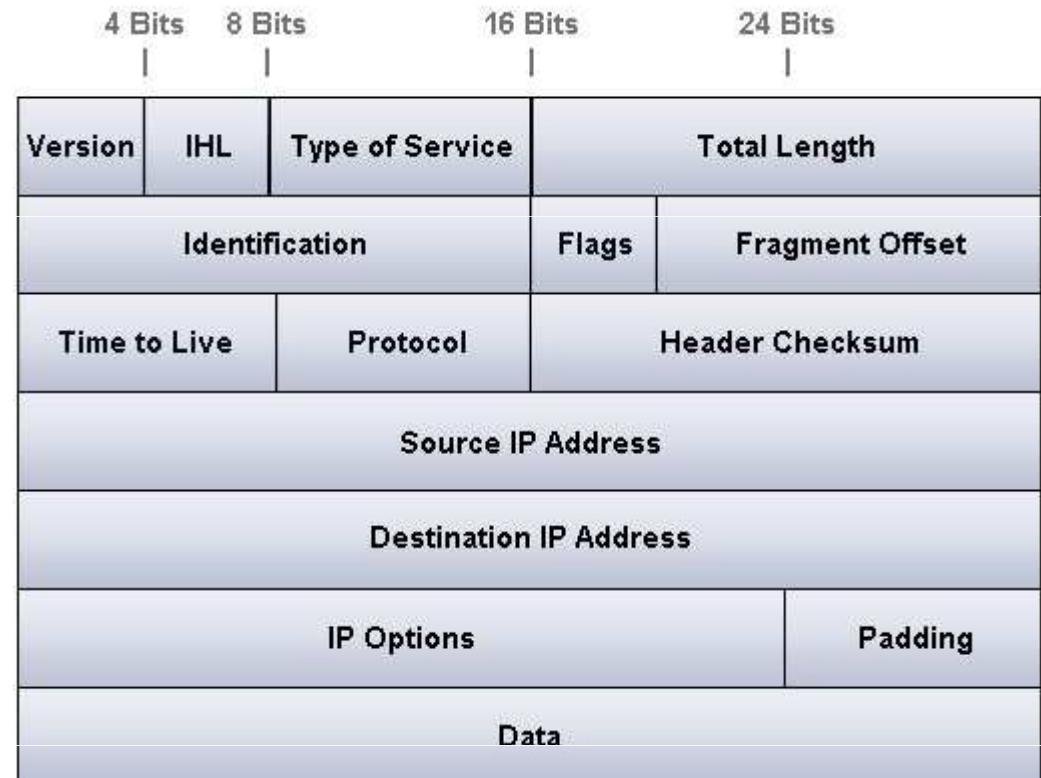 4 Bits 8 Bits 16 Bits 24 Bits
Version IHL Type of Service Total Length
Identification Flags Fragment Offset
Time to Live Protocol Header Checksum
Source IP Address
Destination IP Address
IP Options Padding
Data